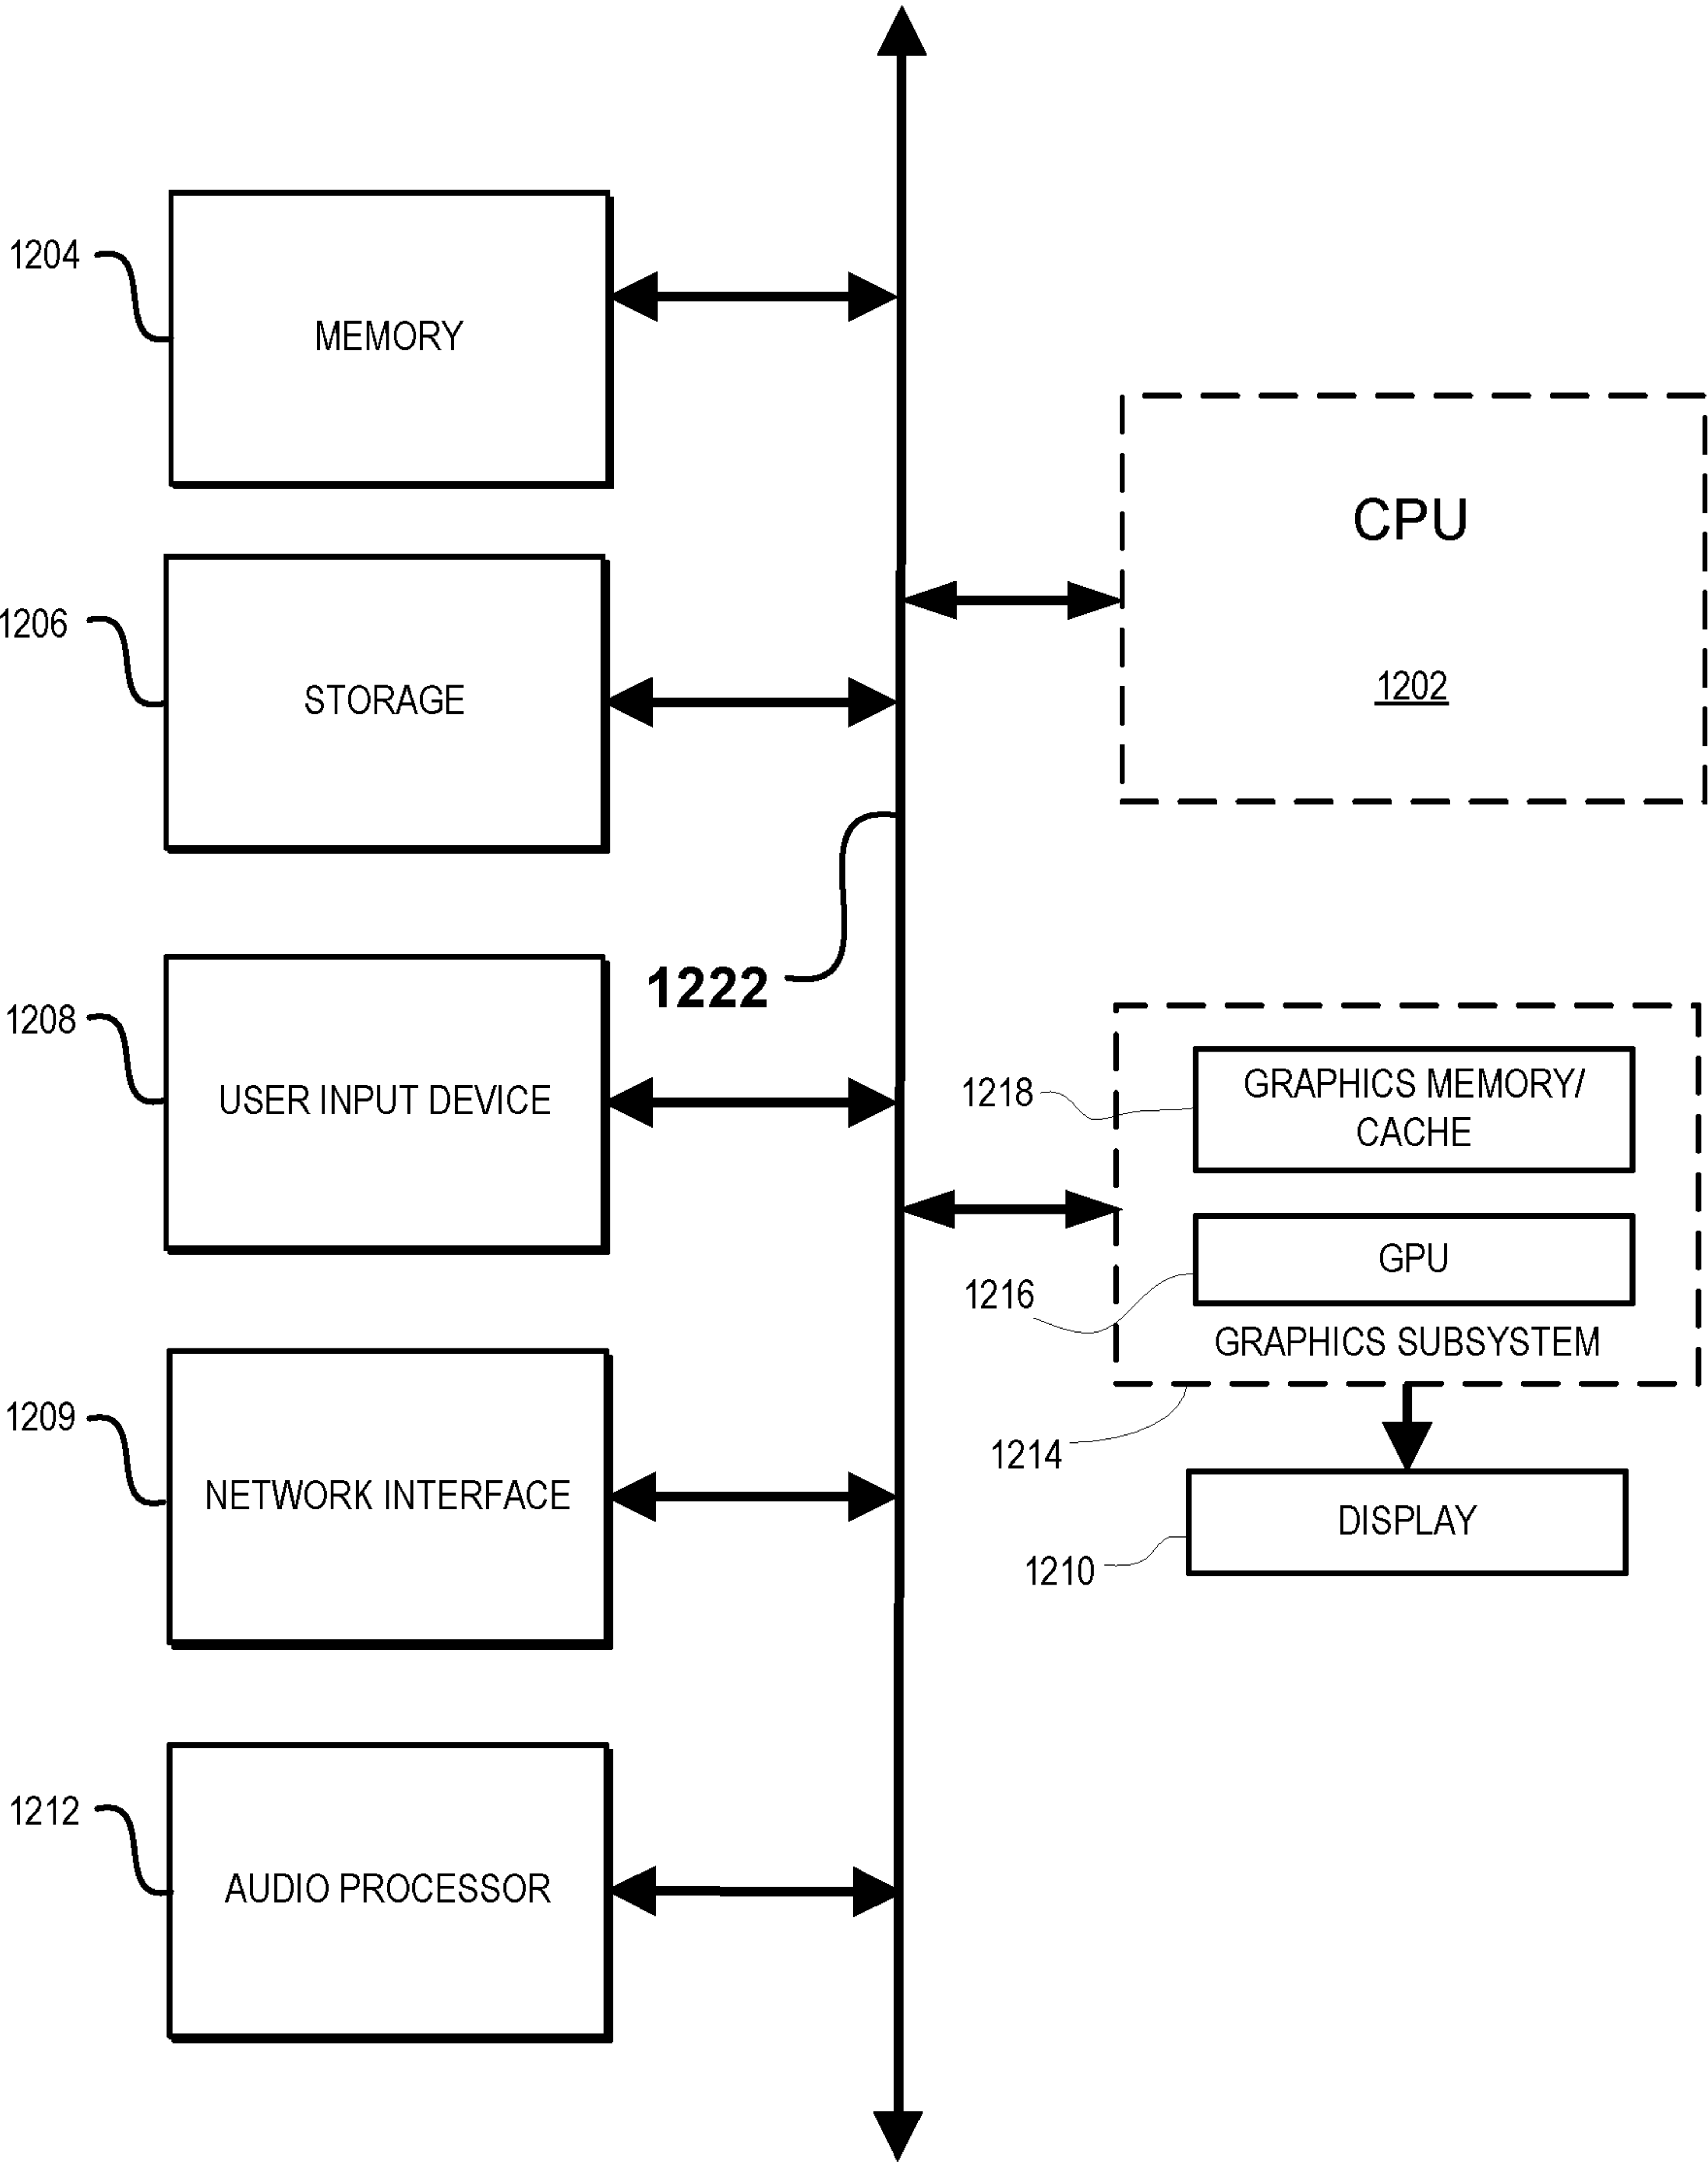 1204
MEMORY
CPU
1202
1206
STORAGE
1222
1208
USER INPUT DEVICE
1218
GRAPHICS MEMORY/
CACHE
GPU
1216
GRAPHICS SUBSYSTEM
1214
1209
NETWORK INTERFACE
DISPLAY
1210
1212
AUDIO PROCESSOR